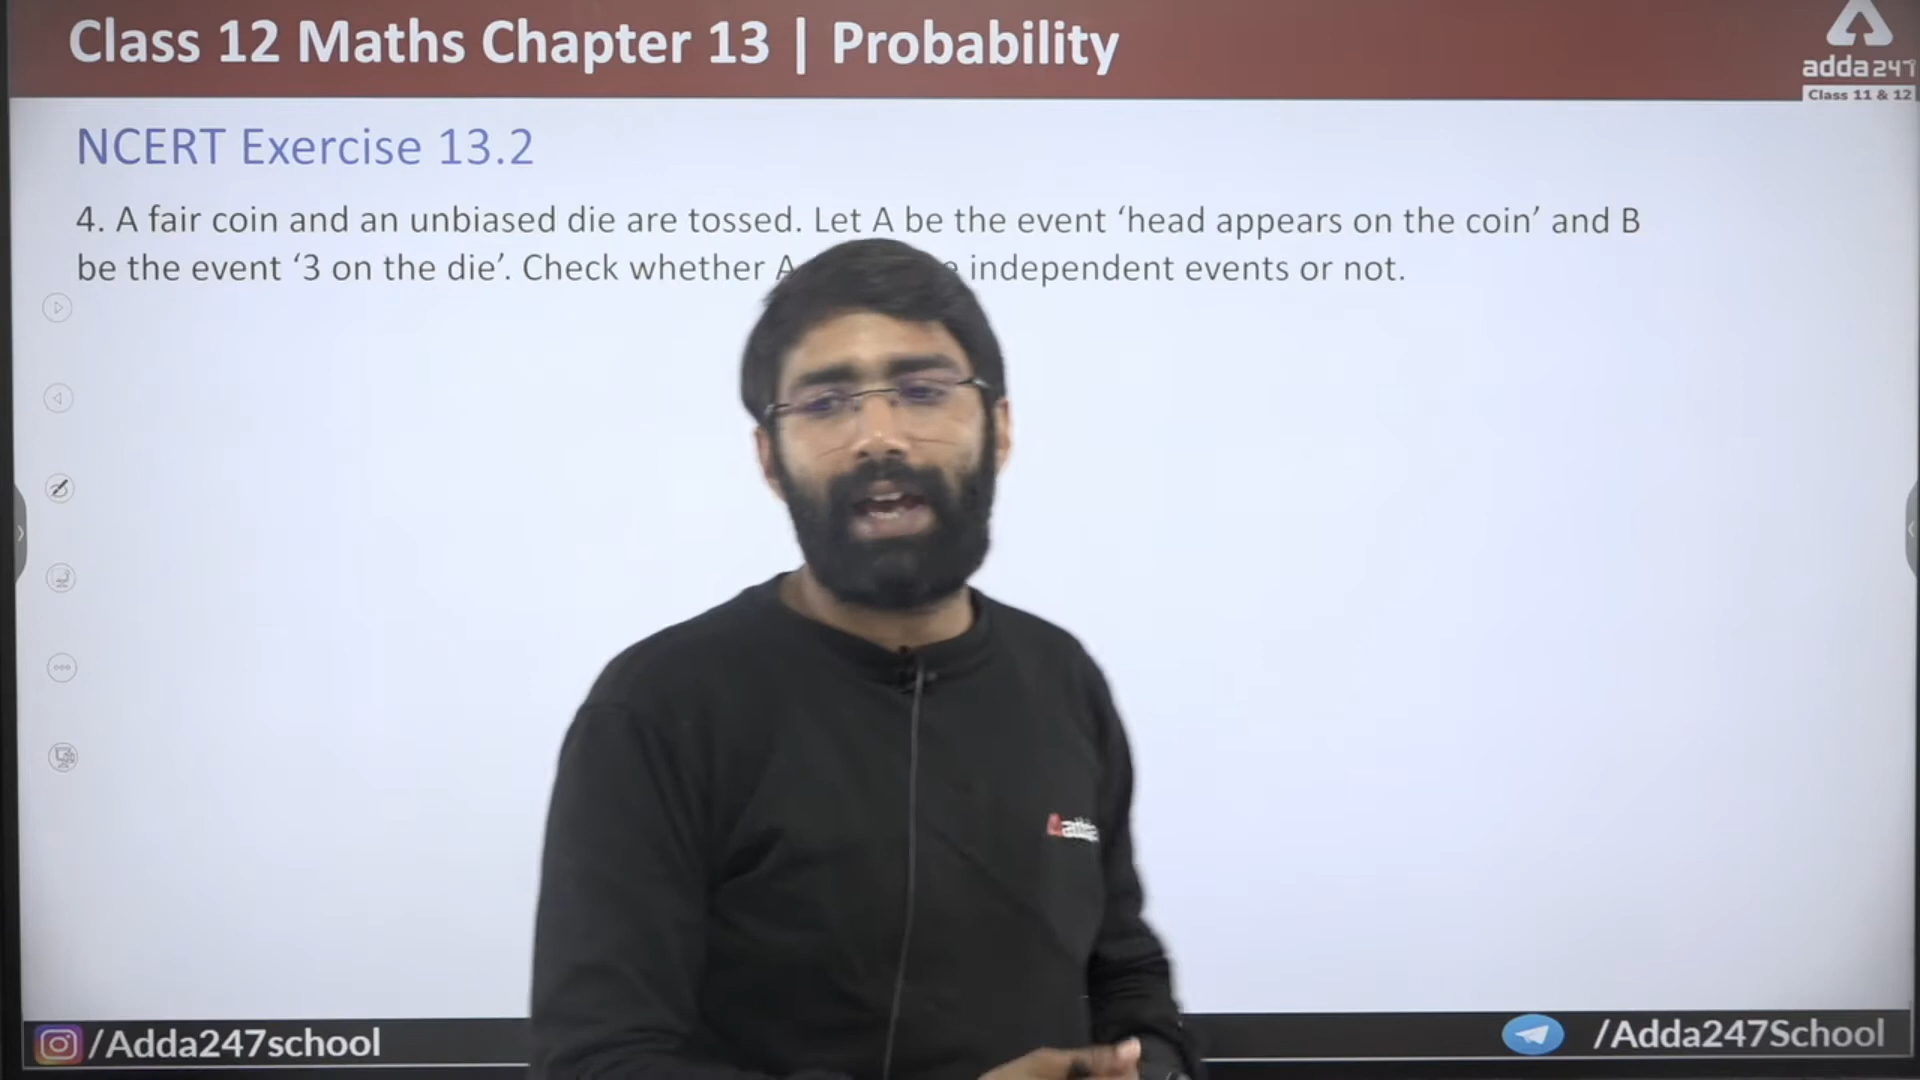 Class 12 Maths Chapter 13 | Probability
adda247
Class 11 & 12
NCERT Exercise 13.2
4. A fair coin and an unbiased die are tossed. Let A be the event ‘head appears on the coin’ and B
be the event ‘3 on the die’. Check whether A independent events or not.
/Adda247school
/Adda247School